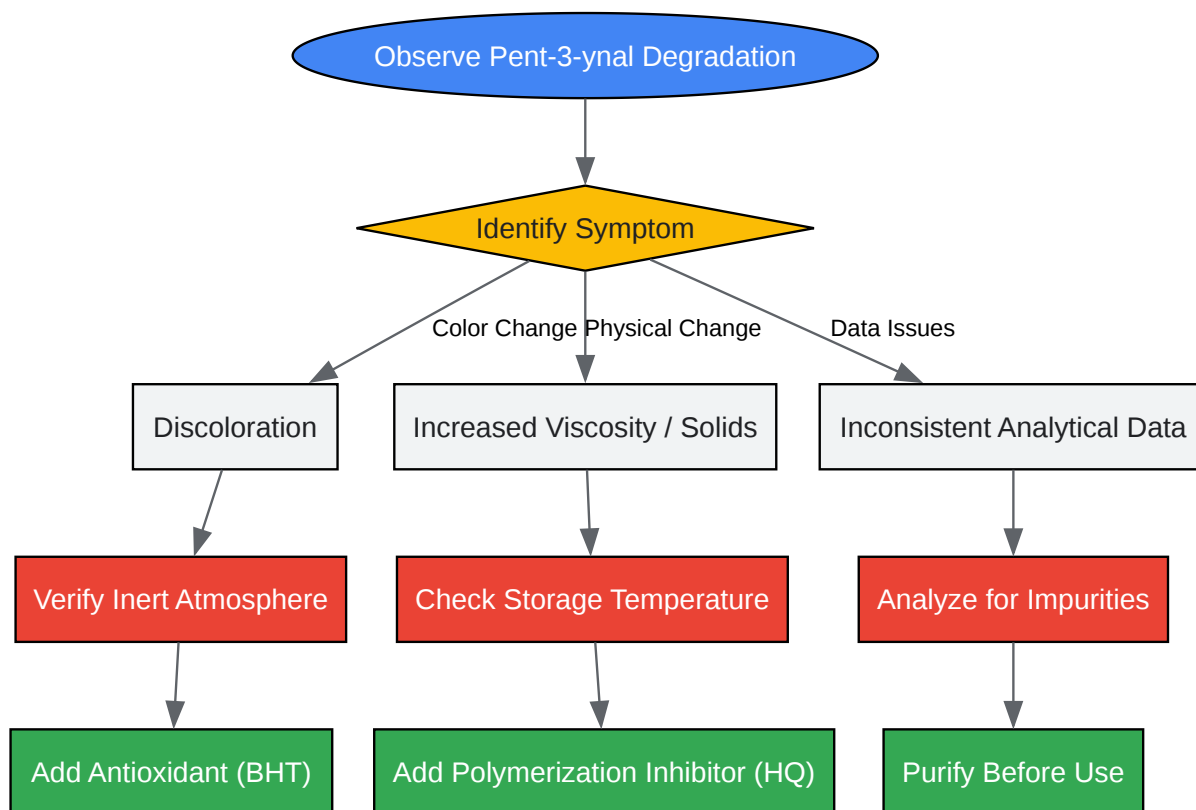 Observe Pent-3-ynal Degradation
Identify Symptom
Color Change
Physical Change
Data Issues
Discoloration
Increased Viscosity / Solids
Inconsistent Analytical Data
Verify Inert Atmosphere
Check Storage Temperature
Analyze for Impurities
Add Antioxidant (BHT)
Add Polymerization Inhibitor (HQ)
Purify Before Use